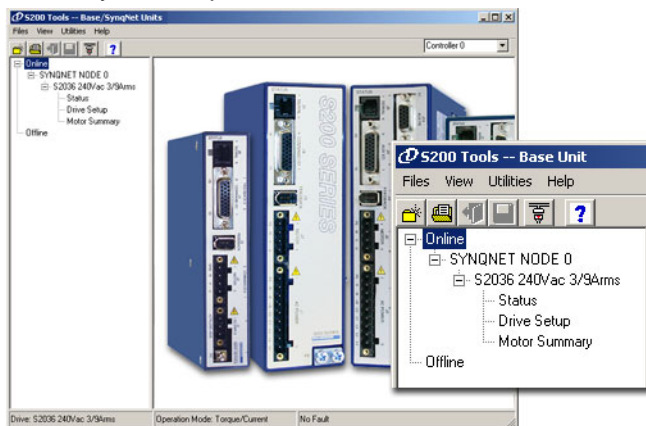 S200 Tools -- Base/SynqNet Units
Files View Utilities Help
?
Controller 0
Online
SYNQNET NODE 0
S2036 240Vac 3/9Arms
Status
Drive Setup
Motor Summary
Offline
S200 SERIES
Drive: S2036 240Vac 3/9Arms
Operation Mode: Torque/Current
No Fault
S200 Tools -- Base Unit
Files View Utilities Help
?
Online
SYNQNET NODE 0
S2036 240Vac 3/9Arms
Status
Drive Setup
Motor Summary
Offline